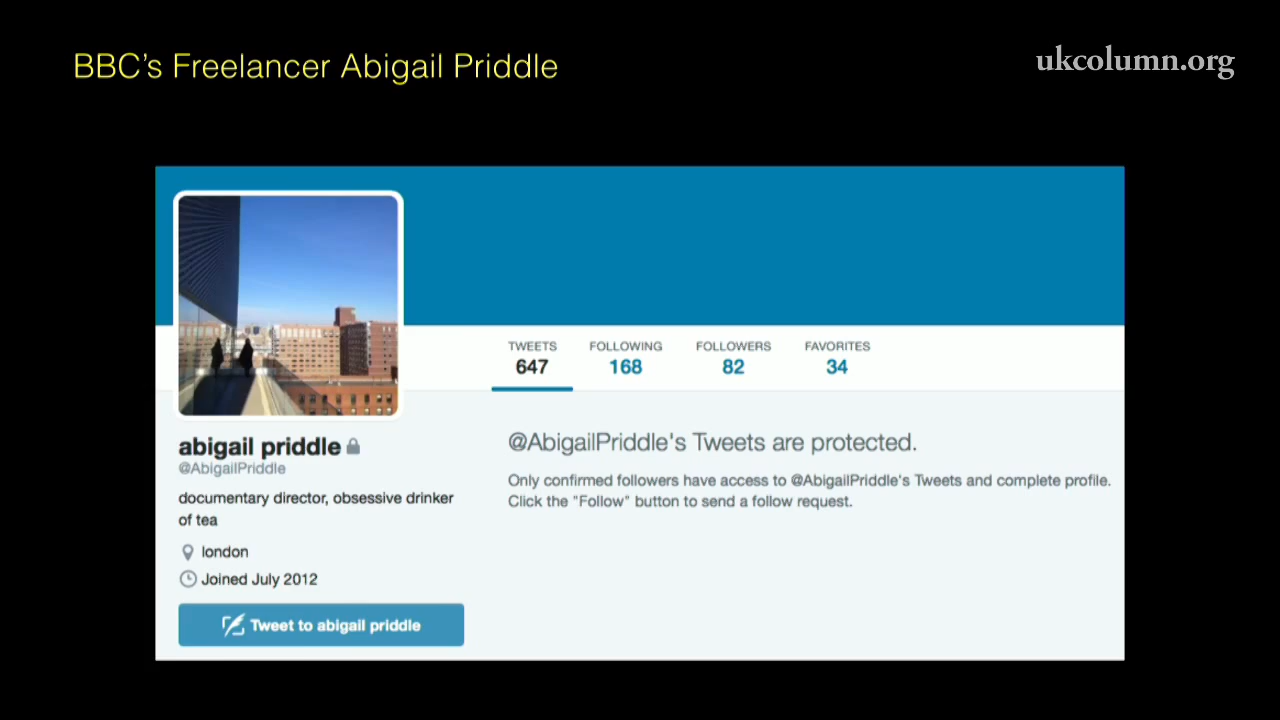 BBC’s Freelancer Abigail Priddle
ukcolumn.org
TWEETS FOLLOWING FOLLOWERS FAVORITES
647 168 82 34
abigail priddle
@AbigailPriddle
documentary director, obsessive drinker
of tea
london
Joined July 2012
Tweet to abigail priddle
@AbigailPriddle's Tweets are protected.
Only confirmed followers have access to @AbigailPriddle's Tweets and complete profile.
Click the "Follow" button to send a follow request.